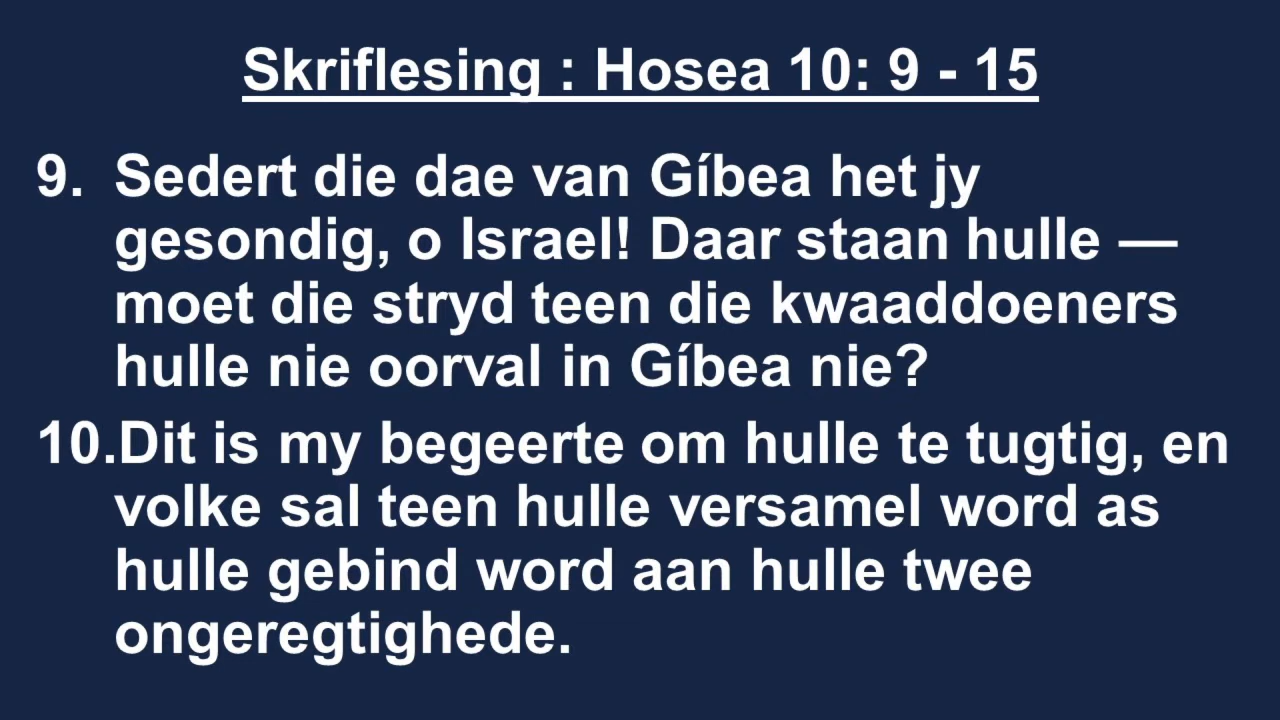 Skriflesing : Hosea 10: 9 - 15
9. Sedert die dae van Gíbea het jy
gesondig, o Israel! Daar staan hulle —
moet die stryd teen die kwaaddoeners
hulle nie oorval in Gíbea nie?
10.Dit is my begeerte om hulle te tugtig, en
volke sal teen hulle versamel word as
hulle gebind word aan hulle twee
ongeregtighede.